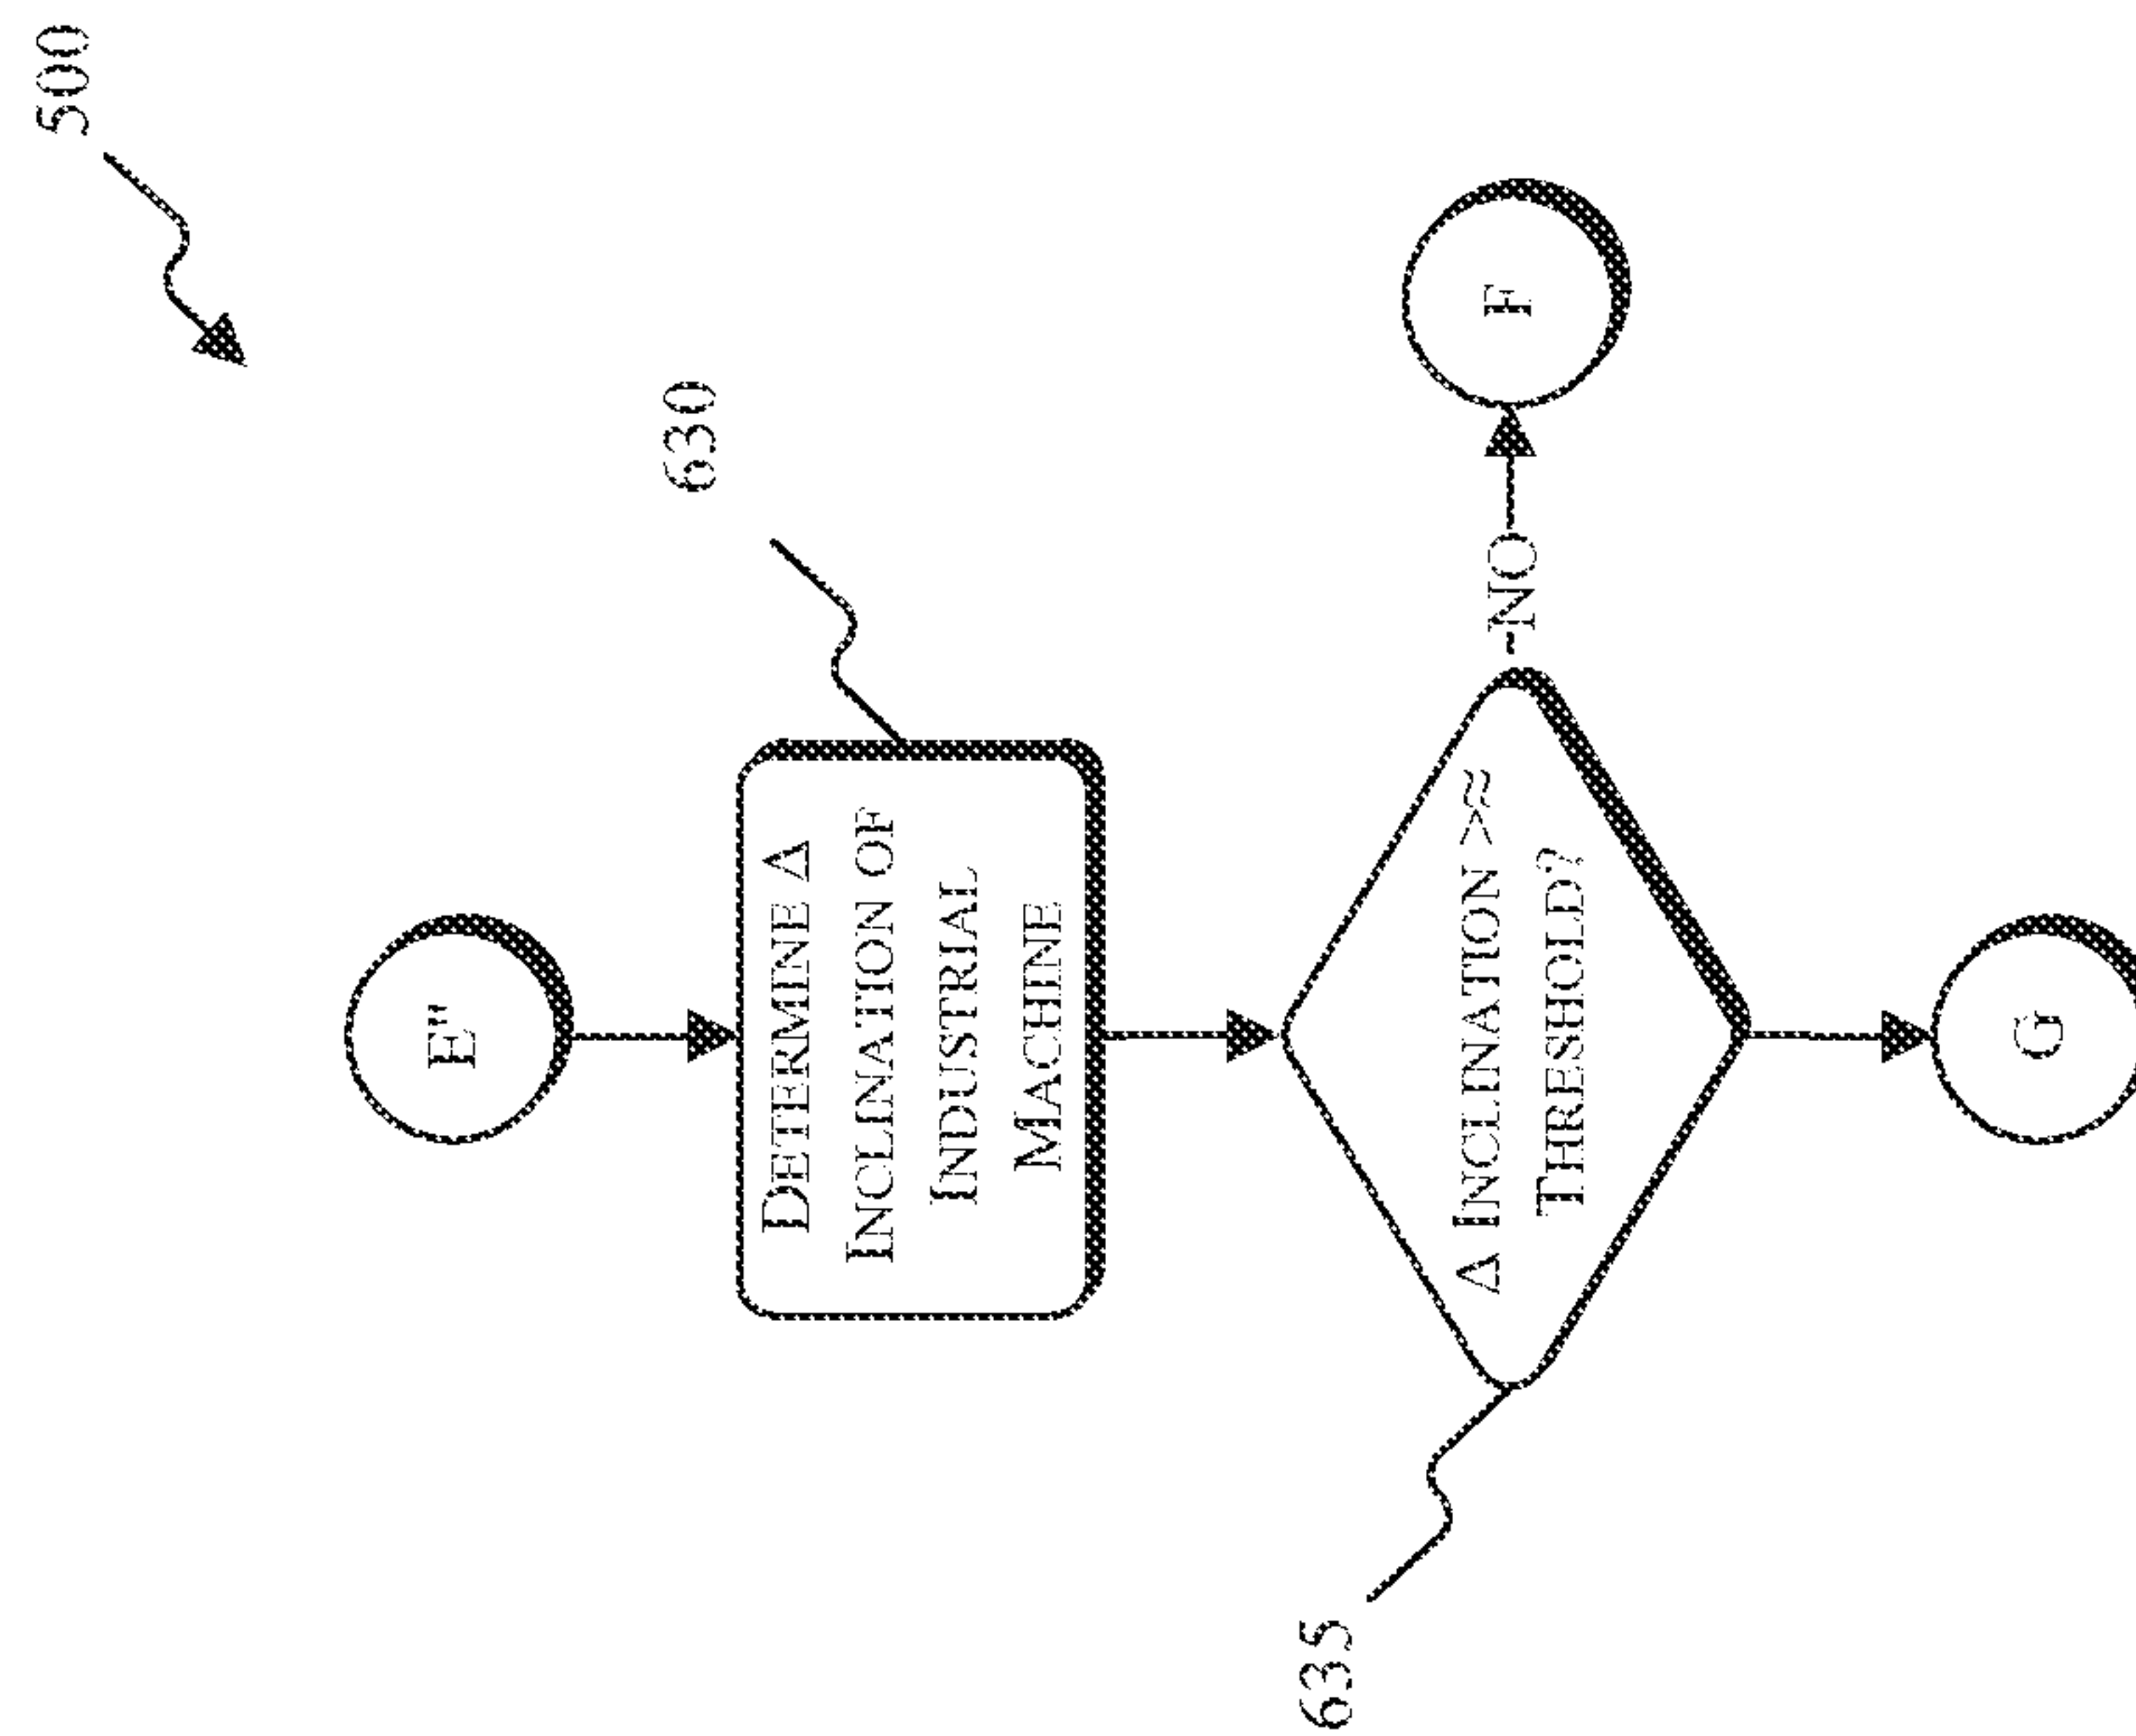 500
E"
630
DETERMINE Δ
INCLINATION OF
INDUSTRIAL
MACHINE
635
Δ INCLINATION >≈
THRESHOLD?
NO
F
G